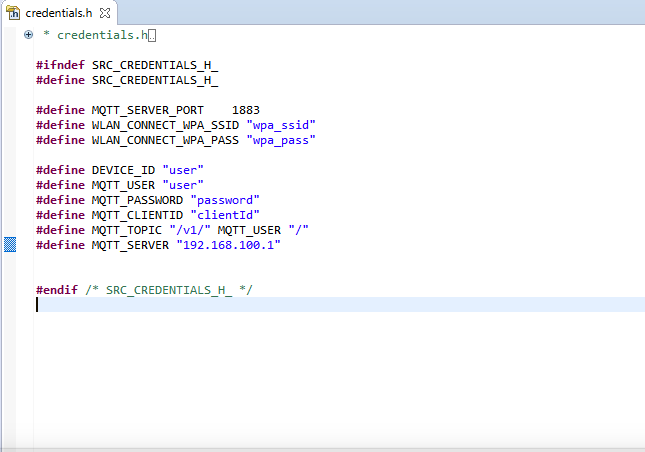 credentials.h
* credentials.h
#ifndef SRC_CREDENTIALS_H_
#define SRC_CREDENTIALS_H_
#define MQTT_SERVER_PORT    1883
#define WLAN_CONNECT_WPA_SSID "wpa_ssid"
#define WLAN_CONNECT_WPA_PASS "wpa_pass"
#define DEVICE_ID "user"
#define MQTT_USER "user"
#define MQTT_PASSWORD "password"
#define MQTT_CLIENTID "clientId"
#define MQTT_TOPIC "/v1/" MQTT_USER "/"
#define MQTT_SERVER "192.168.100.1"
#endif /* SRC_CREDENTIALS_H_ */